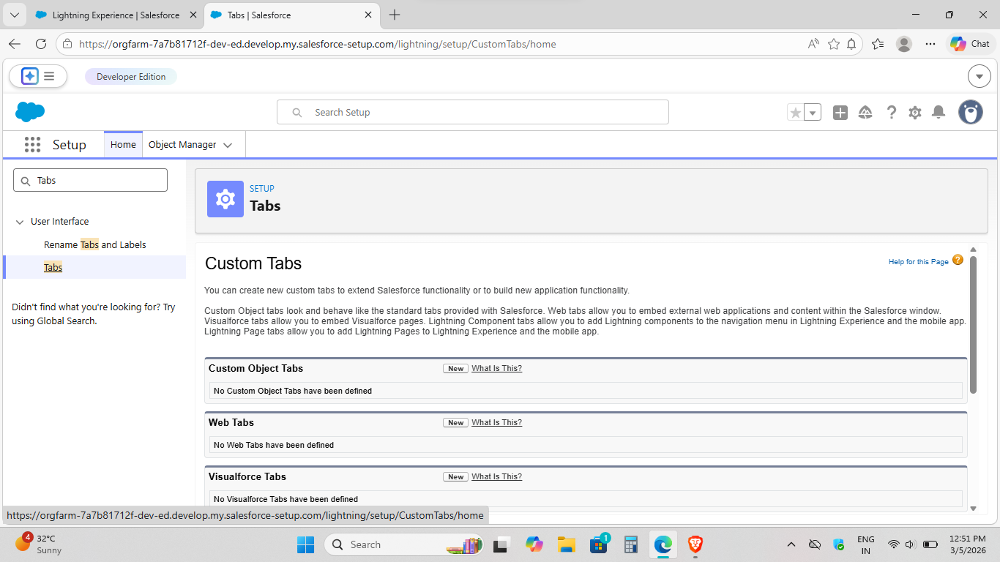 Lightning Experience | Salesforce
Tabs | Salesforce
https://orgfarm-7a7b81712f-dev-ed.develop.my.salesforce-setup.com/lightning/setup/CustomTabs/home
Chat
Developer Edition
Search Setup
Setup
Home
Object Manager
Tabs
User Interface
Rename Tabs and Labels
Tabs
Didn't find what you're looking for? Try
using Global Search.
SETUP
Tabs
Custom Tabs
Help for this Page ?
You can create new custom tabs to extend Salesforce functionality or to build new application functionality.
Custom Object tabs look and behave like the standard tabs provided with Salesforce. Web tabs allow you to embed external web applications and content within the Salesforce window.
Visualforce tabs allow you to embed Visualforce pages. Lightning Component tabs allow you to add Lightning components to the navigation menu in Lightning Experience and the mobile app.
Lightning Page tabs allow you to add Lightning Pages to Lightning Experience and the mobile app.
Custom Object Tabs New What Is This?
No Custom Object Tabs have been defined
Web Tabs New What Is This?
No Web Tabs have been defined
Visualforce Tabs New What Is This?
No Visualforce Tabs have been defined
https://orgfarm-7a7b81712f-dev-ed.develop.my.salesforce-setup.com/lightning/setup/CustomTabs/home
4
32°C
Sunny
Search
1
ENG
IN
12:51 PM
3/5/2026